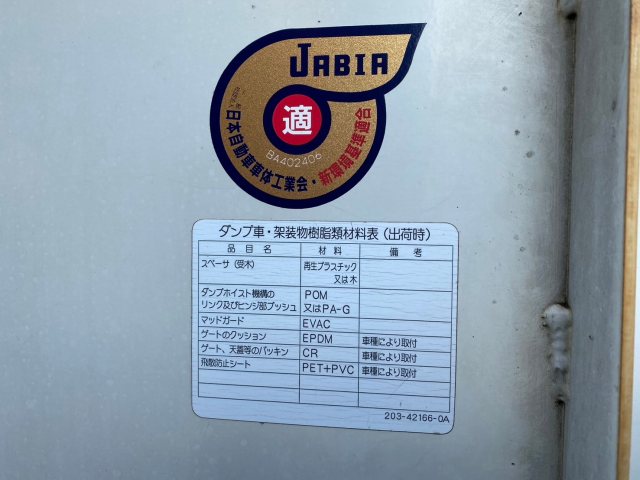 JABIA
適
BA402406
日本自動車車体工業会・新環境基準適合
ダンプ車・架装物樹脂類材料表(出荷時)
品目名 材料 備考
スペーサ(受木) 再生プラスチック
又は木
ダンプホイスト機構の POM
リンク及びヒンジ部ブッシュ 又はPA-G
マッドガード EVAC
ゲートのクッション EPDM 車種により取付
ゲート、天蓋等のパッキン CR 車種により取付
飛散防止シート PET+PVC 車種により取付
203-42166-0A